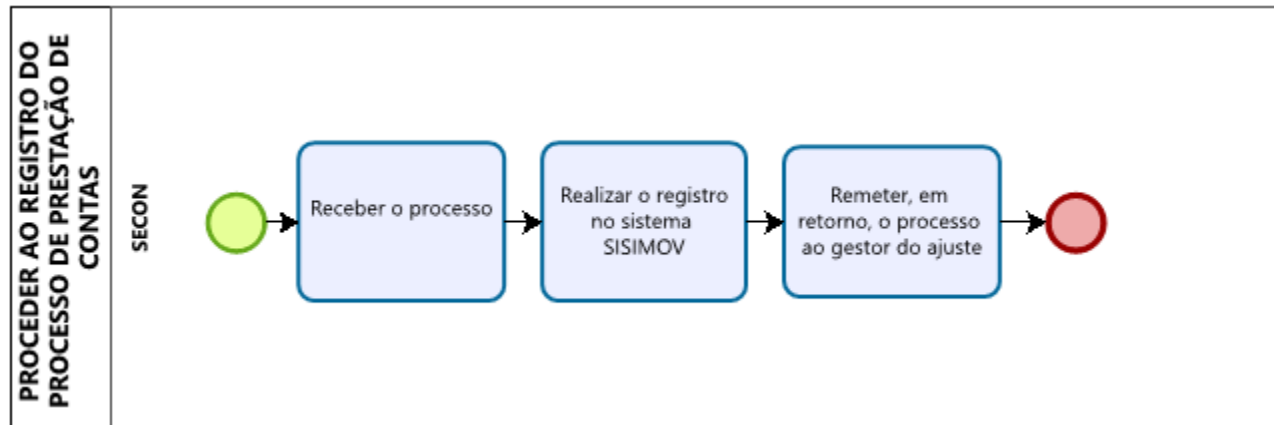 PROCEDER AO REGISTRO DO
PROCESSO DE PRESTAÇÃO DE
CONTAS
SECON
Receber o processo
Realizar o registro
no sistema
SISIMOV
Remeter, em
retorno, o processo
ao gestor do ajuste